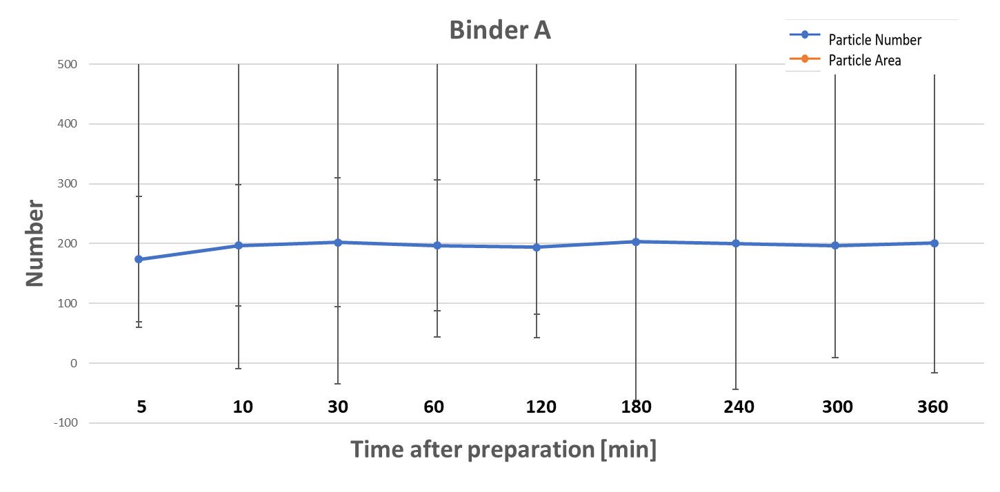 Binder A
Particle Number
Particle Area
500
400
300
200
100
0
-100
Number
5 10 30 60 120 180 240 300 360
Time after preparation [min]